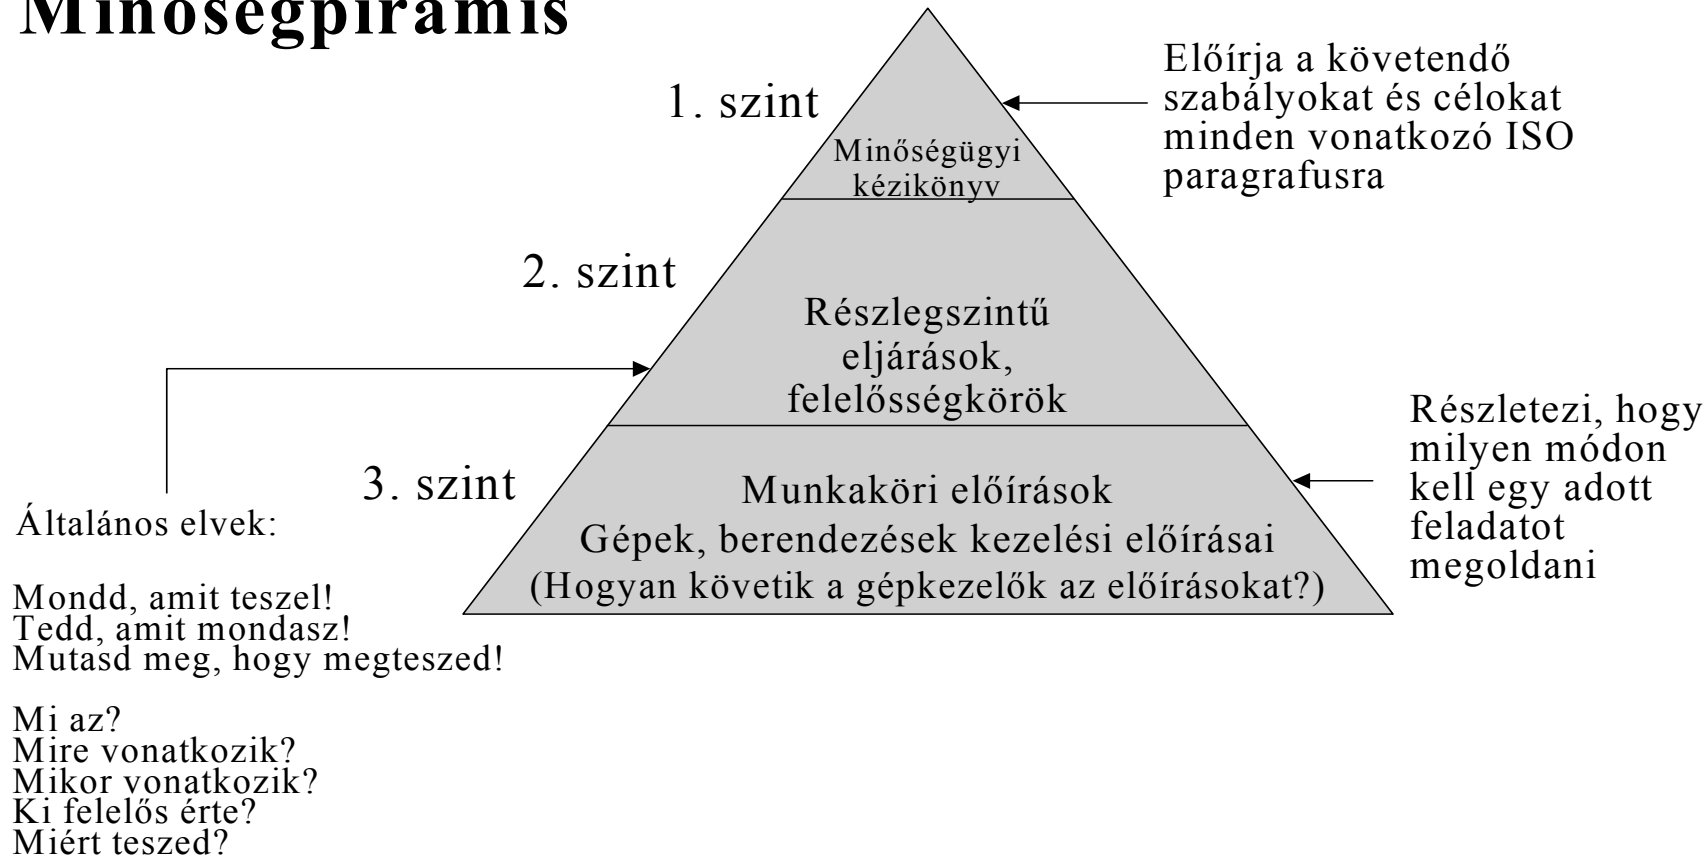 Minőségpiramis
1. szint
Minőségügyi
kézikönyv
Előírja a követendő
szabályokat és célokat
minden vonatkozó ISO
paragrafusra
2. szint
Részlegszintű
eljárások,
felelősségkörök
3. szint
Munkaköri előírások
Gépek, berendezések kezelési előírásai
(Hogyan követik a gépkezelők az előírásokat?)
Részletezi, hogy
milyen módon
kell egy adott
feladatot
megoldani
Általános elvek:
Mondd, amit teszel!
Tedd, amit mondasz!
Mutasd meg, hogy megteszed!
Mi az?
Mire vonatkozik?
Mikor vonatkozik?
Ki felelős érte?
Miért teszed?